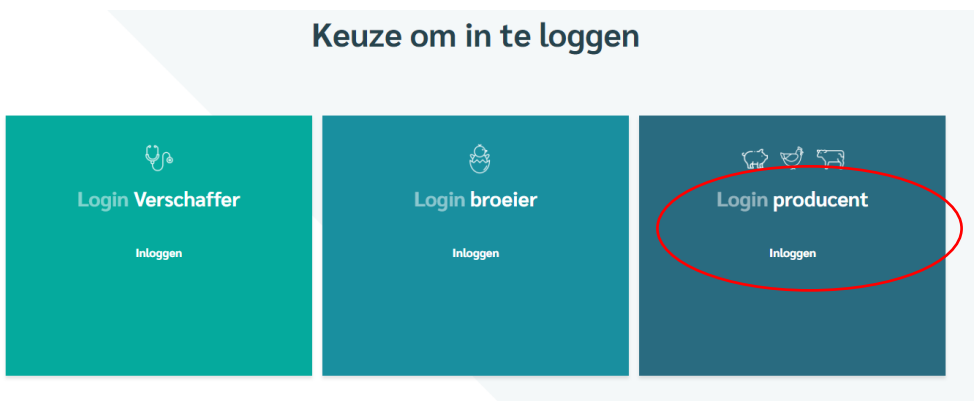 Keuze om in te loggen
Login Verschaffer
Inloggen
Login broeier
Inloggen
Login producent
Inloggen